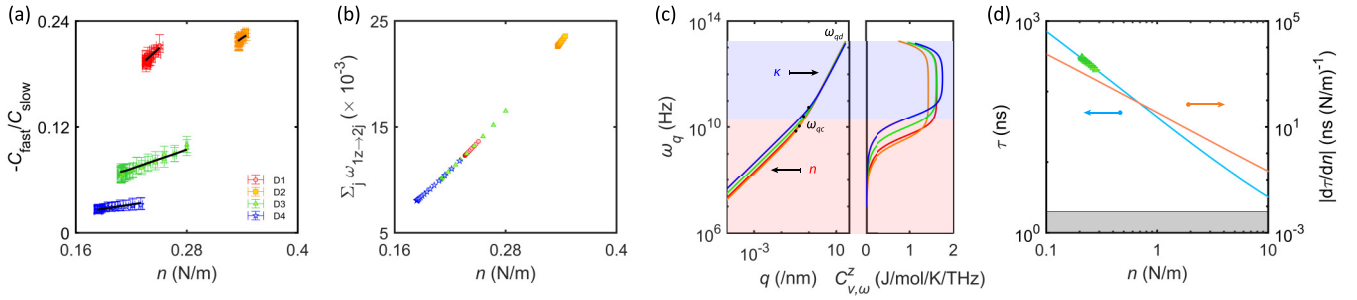 (a)
0.24
0.12
0
-C_fast/C_slow
0.16
0.28
0.4
n (N/m)
D1
D2
D3
D4
(b)
25
15
5
Σ_j ω_1z→2j (× 10^-3)
0.16
0.28
0.4
n (N/m)
(c)
10^14
10^10
10^6
ω_q (Hz)
ω_qd
κ
ω_qc
n
10^-3
q (/nm)
0
1
2
C^z_v,ω (J/mol/K/THz)
(d)
10^3
10^0
τ (ns)
0.1
1
10
n (N/m)
10^5
10^1
10^-3
|dτ/dn| (ns (N/m)^-1)